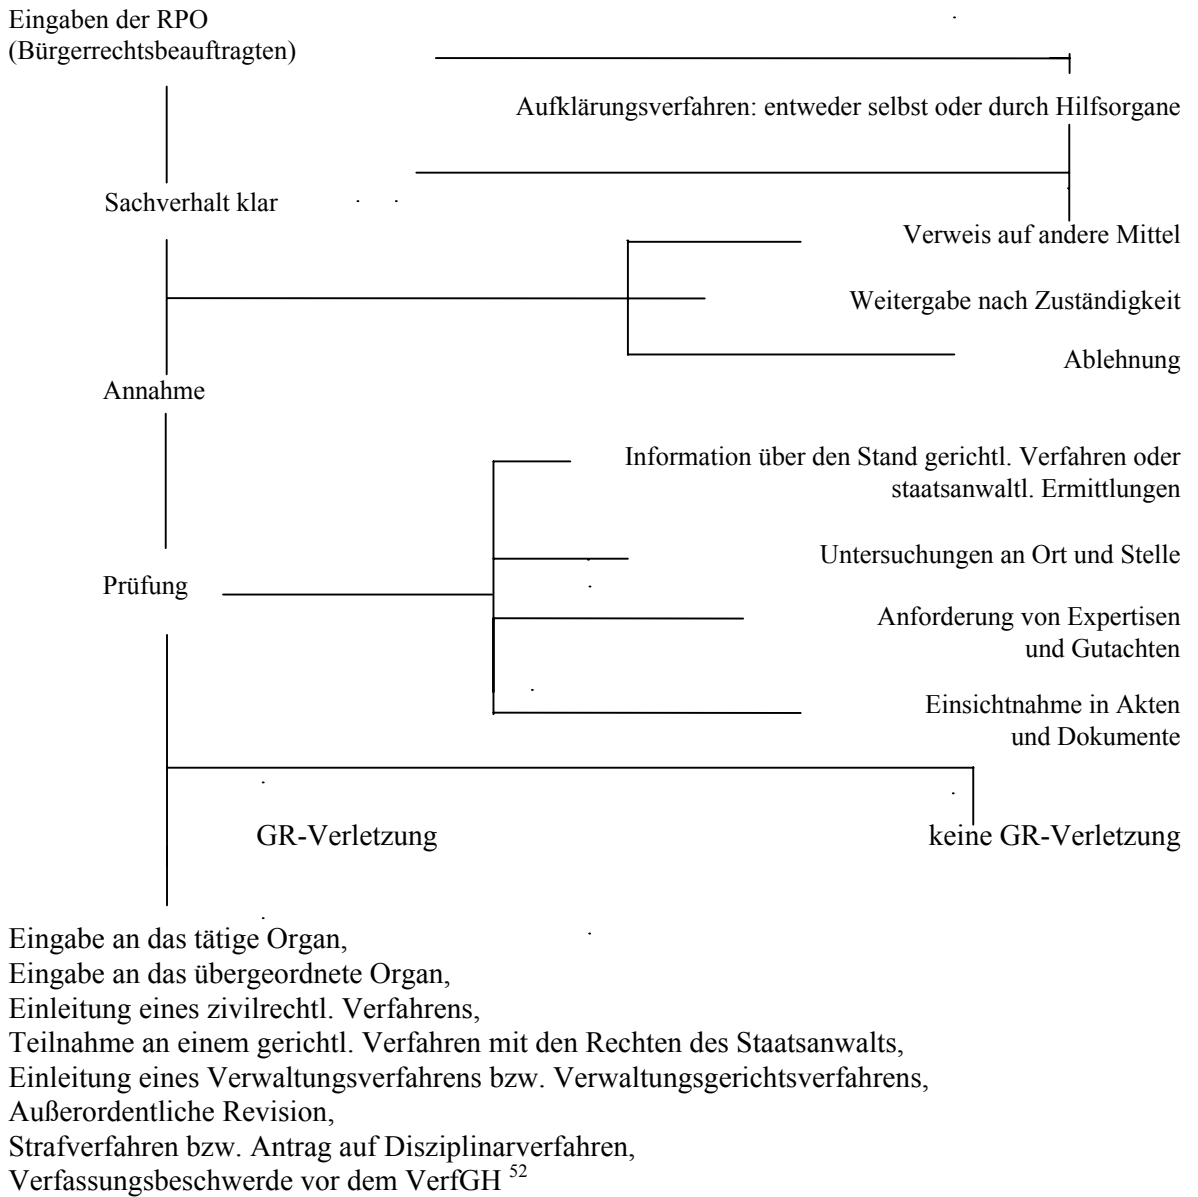 Eingaben der RPO
(Bürgerrechtsbeauftragten)
Aufklärungsverfahren: entweder selbst oder durch Hilfsorgane
Sachverhalt klar
Verweis auf andere Mittel
Weitergabe nach Zuständigkeit
Ablehnung
Annahme
Information über den Stand gerichtl. Verfahren oder
staatsanwaltl. Ermittlungen
Untersuchungen an Ort und Stelle
Prüfung
Anforderung von Expertisen
und Gutachten
Einsichtnahme in Akten
und Dokumente
GR-Verletzung
keine GR-Verletzung
Eingabe an das tätige Organ,
Eingabe an das übergeordnete Organ,
Einleitung eines zivilrechtl. Verfahrens,
Teilnahme an einem gerichtl. Verfahren mit den Rechten des Staatsanwalts,
Einleitung eines Verwaltungsverfahrens bzw. Verwaltungsgerichtsverfahrens,
Außerordentliche Revision,
Strafverfahren bzw. Antrag auf Disziplinarverfahren,
Verfassungsbeschwerde vor dem VerfGH 52